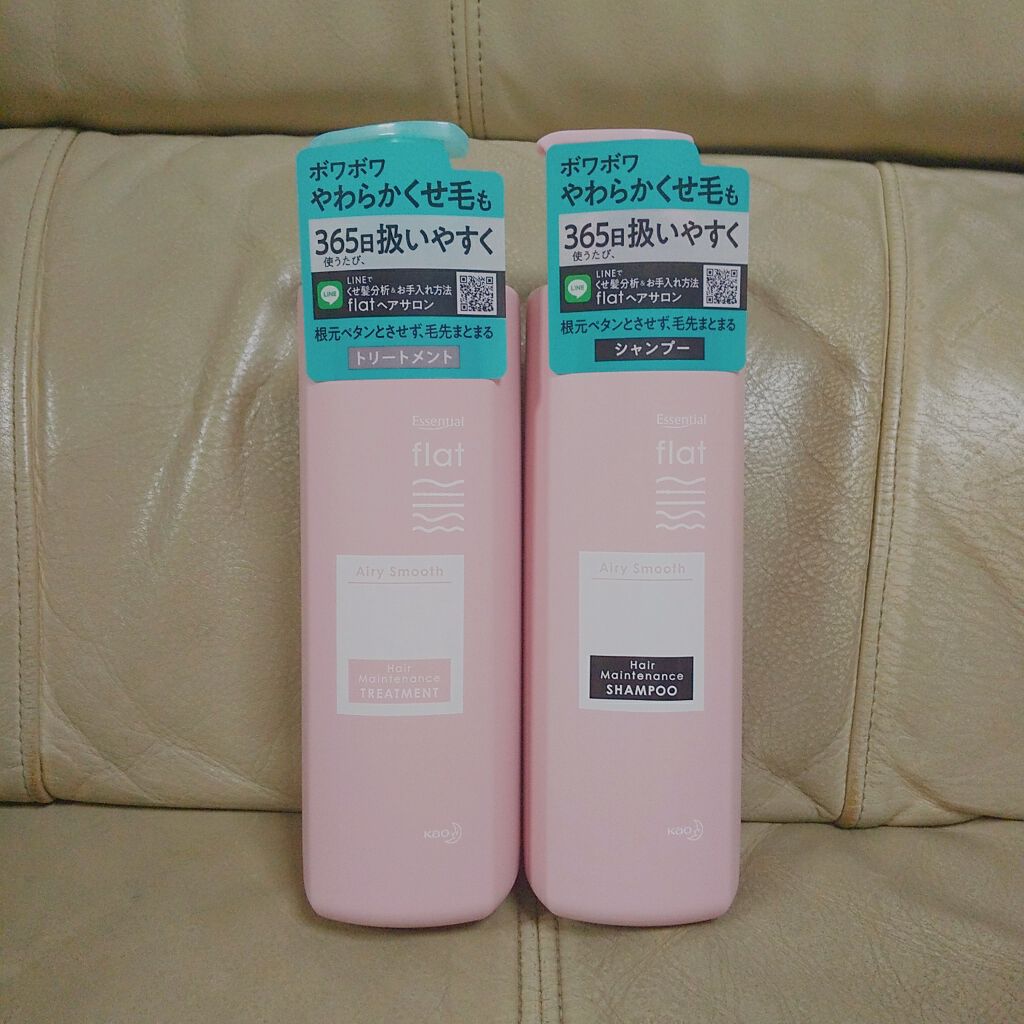 ボワボワ
やわらかくせ毛も
365日扱いやすく
使うたび、
LINE
LINEで
くせ髪分析&お手入れ方法
flatヘアサロン
根元ペタンとさせず、毛先まとまる
トリートメント
Essential
flat
Airy Smooth
Hair
Maintenance
TREATMENT
Kao
ボワボワ
やわらかくせ毛も
365日扱いやすく
使うたび、
LINE
LINEで
くせ髪分析&お手入れ方法
flatヘアサロン
根元ペタンとさせず、毛先まとまる
シャンプー
Essential
flat
Airy Smooth
Hair
Maintenance
SHAMPOO
Kao